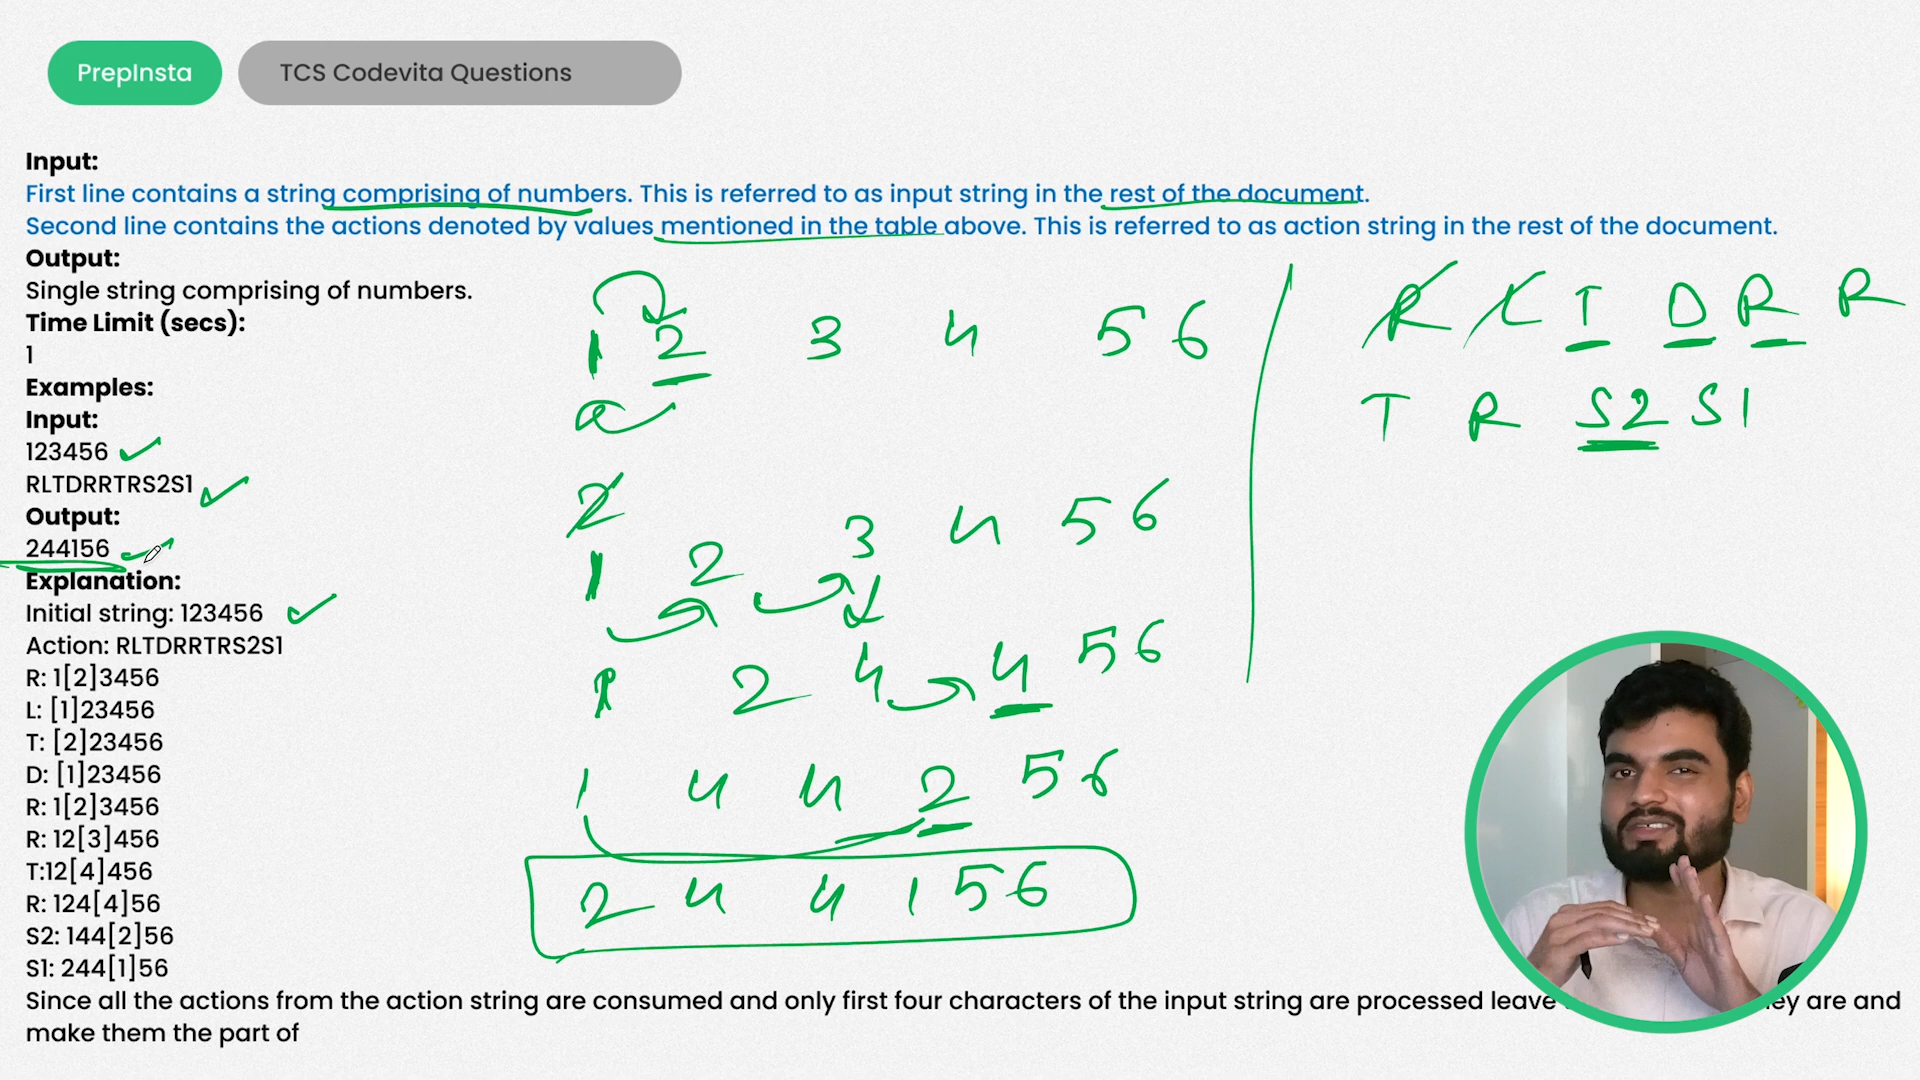 PrepInsta
TCS Codevita Questions
Input:
First line contains a string comprising of numbers. This is referred to as input string in the rest of the document.
Second line contains the actions denoted by values mentioned in the table above. This is referred to as action string in the rest of the document.
Output:
Single string comprising of numbers.
Time Limit (secs):
1
Examples:
Input:
123456
RLTDRRTRS2S1
Output:
244156
Explanation:
Initial string: 123456
Action: RLTDRRTRS2S1
R: 1[2]3456
L: [1]23456
T: [2]23456
D: [1]23456
R: 1[2]3456
R: 12[3]456
T:12[4]456
R: 124[4]56
S2: 144[2]56
S1: 244[1]56
Since all the actions from the action string are consumed and only first four characters of the input string are processed leave
are and
make them the part of
1 2 3 4 5 6
2
3 4 5 6
1 2
1 2 4 4 5 6
1 4 4 2 5 6
2 4 4 1 5 6
R L T D R R
T R S2 S1